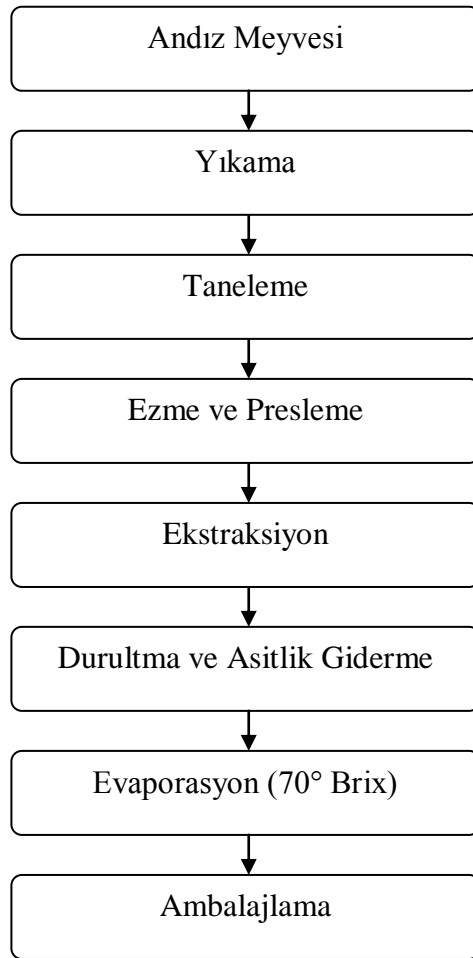 Andız Meyvesi
Yıkama
Taneleme
Ezme ve Presleme
Ekstraksiyon
Durultma ve Asitlik Giderme
Evaporasyon (70° Brix)
Ambalajlama